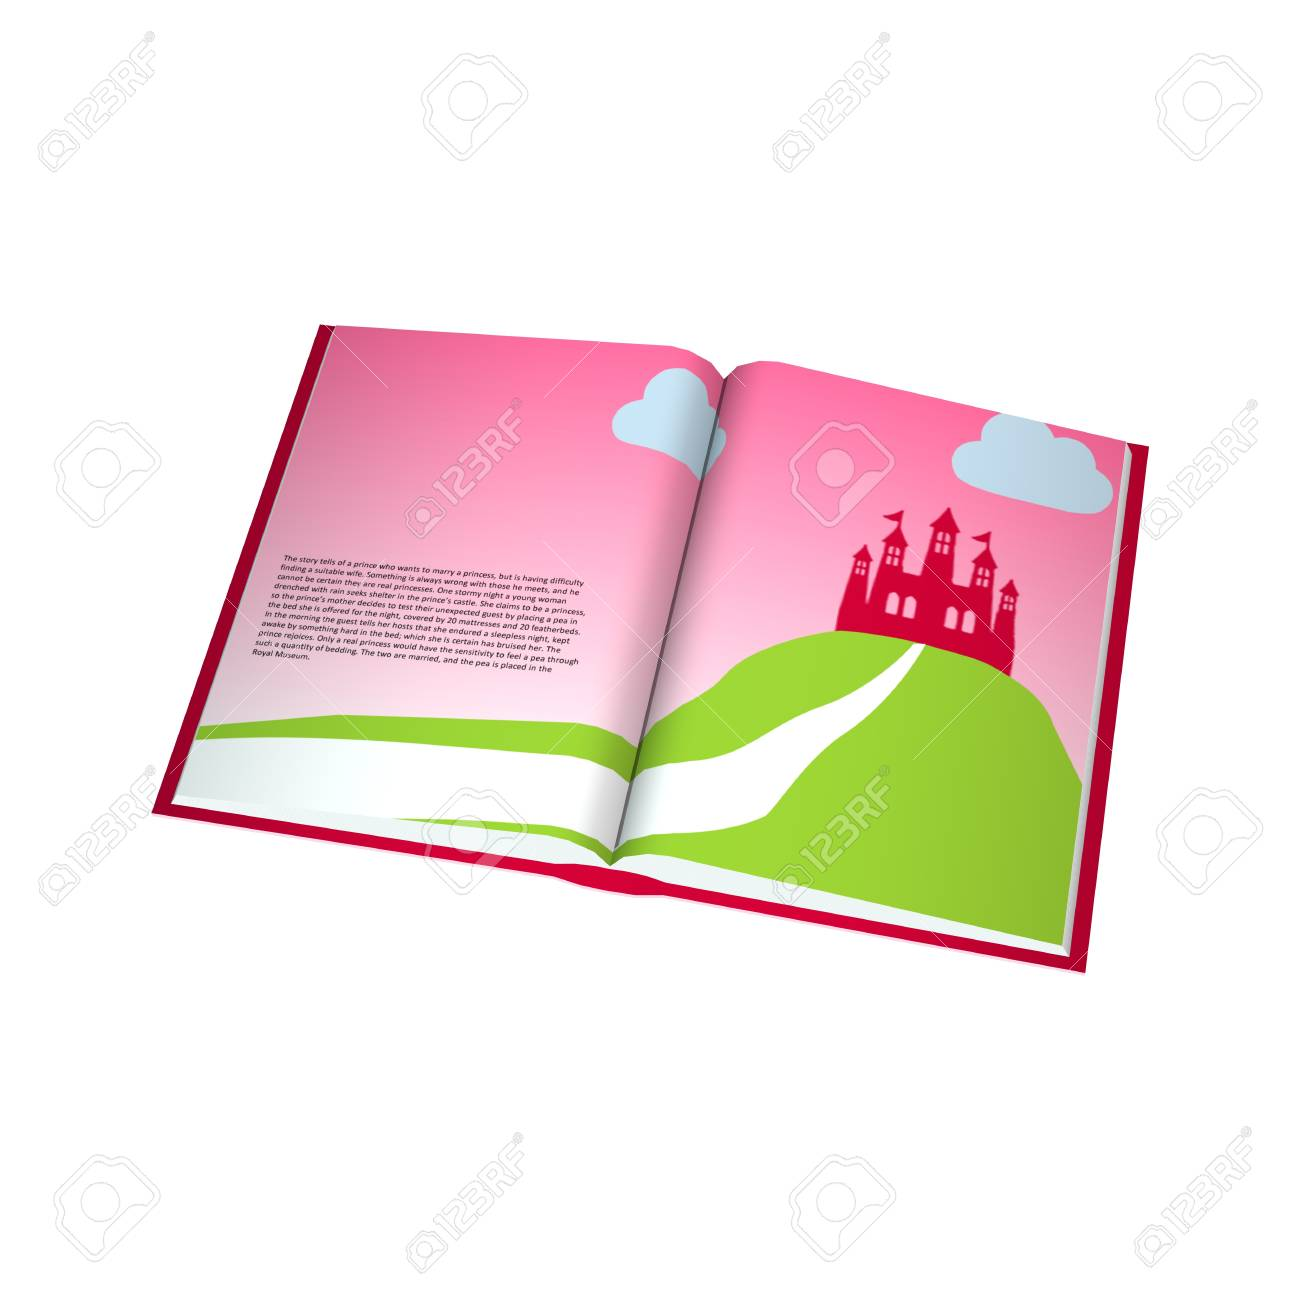 The story tells of a prince who wants to marry a princess, but is having difficulty
finding a suitable wife. Something is always wrong with those he meets, and he
cannot be certain they are real princesses. One stormy night a young woman
drenched with rain seeks shelter in the prince's castle. She claims to be a princess,
so the prince's mother decides to test their unexpected guest by placing a pea in
the bed she is offered for the night, covered by 20 mattresses and 20 featherbeds.
In the morning the guest tells her hosts that she endured a sleepless night, kept
awake by something hard in the bed; which she is certain has bruised her. The
prince rejoices. Only a real princess would have the sensitivity to feel a pea through
such a quantity of bedding. The two are married, and the pea is placed in the
Royal Museum.
123RF
123RF
123RF
123RF
123RF
123RF
123RF
123RF